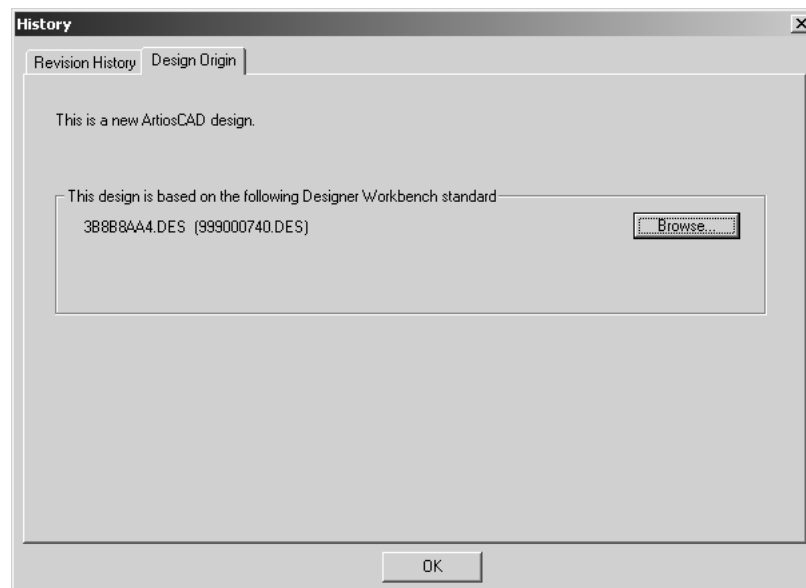 History
Revision History Design Origin
This is a new ArtiosCAD design.
This design is based on the following Designer Workbench standard
3B8B8AA4.DES (999000740.DES) Browse...
OK